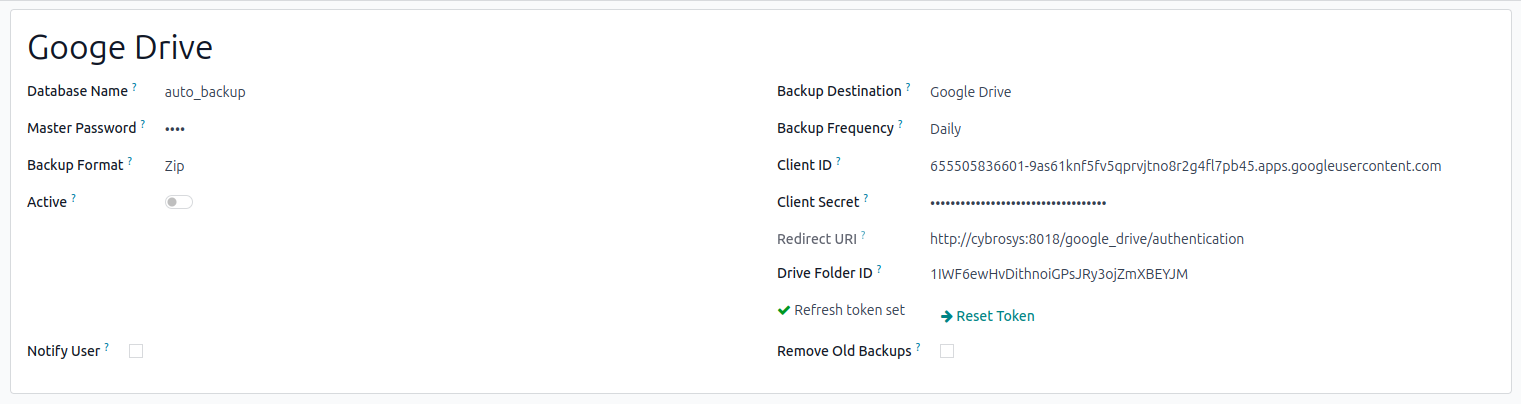 Googe Drive
Database Name ? auto_backup
Backup Destination ? Google Drive
Master Password ? ••••
Backup Frequency ? Daily
Backup Format ? Zip
Client ID ? 655505836601-9as61knf5fv5qprvjtno8r2g4fl7pb45.apps.googleusercontent.com
Active ?
Client Secret ? •••••••••••••••••••••••••••••••••••
Redirect URI ? http://cybrosys:8018/google_drive/authentication
Drive Folder ID ? 1IWF6ewHvDithnoiGPsJRy3ojZmXBEYJM
Refresh token set Reset Token
Notify User ?
Remove Old Backups ?